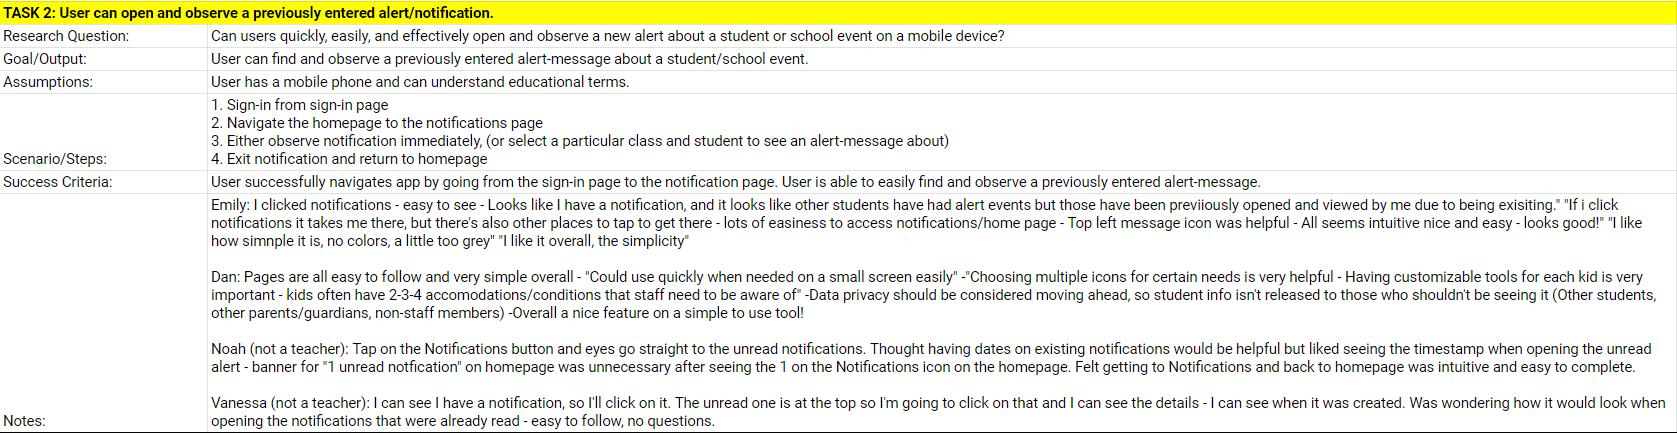 TASK 2: User can open and observe a previously entered alert/notification.
Research Question: Can users quickly, easily, and effectively open and observe a new alert about a student or school event on a mobile device?
Goal/Output: User can find and observe a previously entered alert-message about a student/school event.
Assumptions: User has a mobile phone and can understand educational terms.
1. Sign-in from sign-in page
2. Navigate the homepage to the notifications page
3. Either observe notification immediately, (or select a particular class and student to see an alert-message about)
Scenario/Steps: 4. Exit notification and return to homepage
Success Criteria: User successfully navigates app by going from the sign-in page to the notification page. User is able to easily find and observe a previously entered alert-message.
Emily: I clicked notifications - easy to see - Looks like I have a notification, and it looks like other students have had alert events but those have been previiously opened and viewed by me due to being exisiting." "If i click
notifications it takes me there, but there's also other places to tap to get there - lots of easiness to access notifications/home page - Top left message icon was helpful - All seems intuitive nice and easy - looks good!" "I like
how simnple it is, no colors, a little too grey" "I like it overall, the simplicity"
Dan: Pages are all easy to follow and very simple overall - "Could use quickly when needed on a small screen easily" -"Choosing multiple icons for certain needs is very helpful - Having customizable tools for each kid is very
important - kids often have 2-3-4 accomodations/conditions that staff need to be aware of" -Data privacy should be considered moving ahead, so student info isn't released to those who shouldn't be seeing it (Other students,
other parents/guardians, non-staff members) -Overall a nice feature on a simple to use tool!
Noah (not a teacher): Tap on the Notifications button and eyes go straight to the unread notifications. Thought having dates on existing notifications would be helpful but liked seeing the timestamp when opening the unread
alert - banner for "1 unread notfication" on homepage was unnecessary after seeing the 1 on the Notifications icon on the homepage. Felt getting to Notifications and back to homepage was intuitive and easy to complete.
Vanessa (not a teacher): I can see I have a notification, so I'll click on it. The unread one is at the top so I'm going to click on that and I can see the details - I can see when it was created. Was wondering how it would look when
Notes: opening the notifications that were already read - easy to follow, no questions.